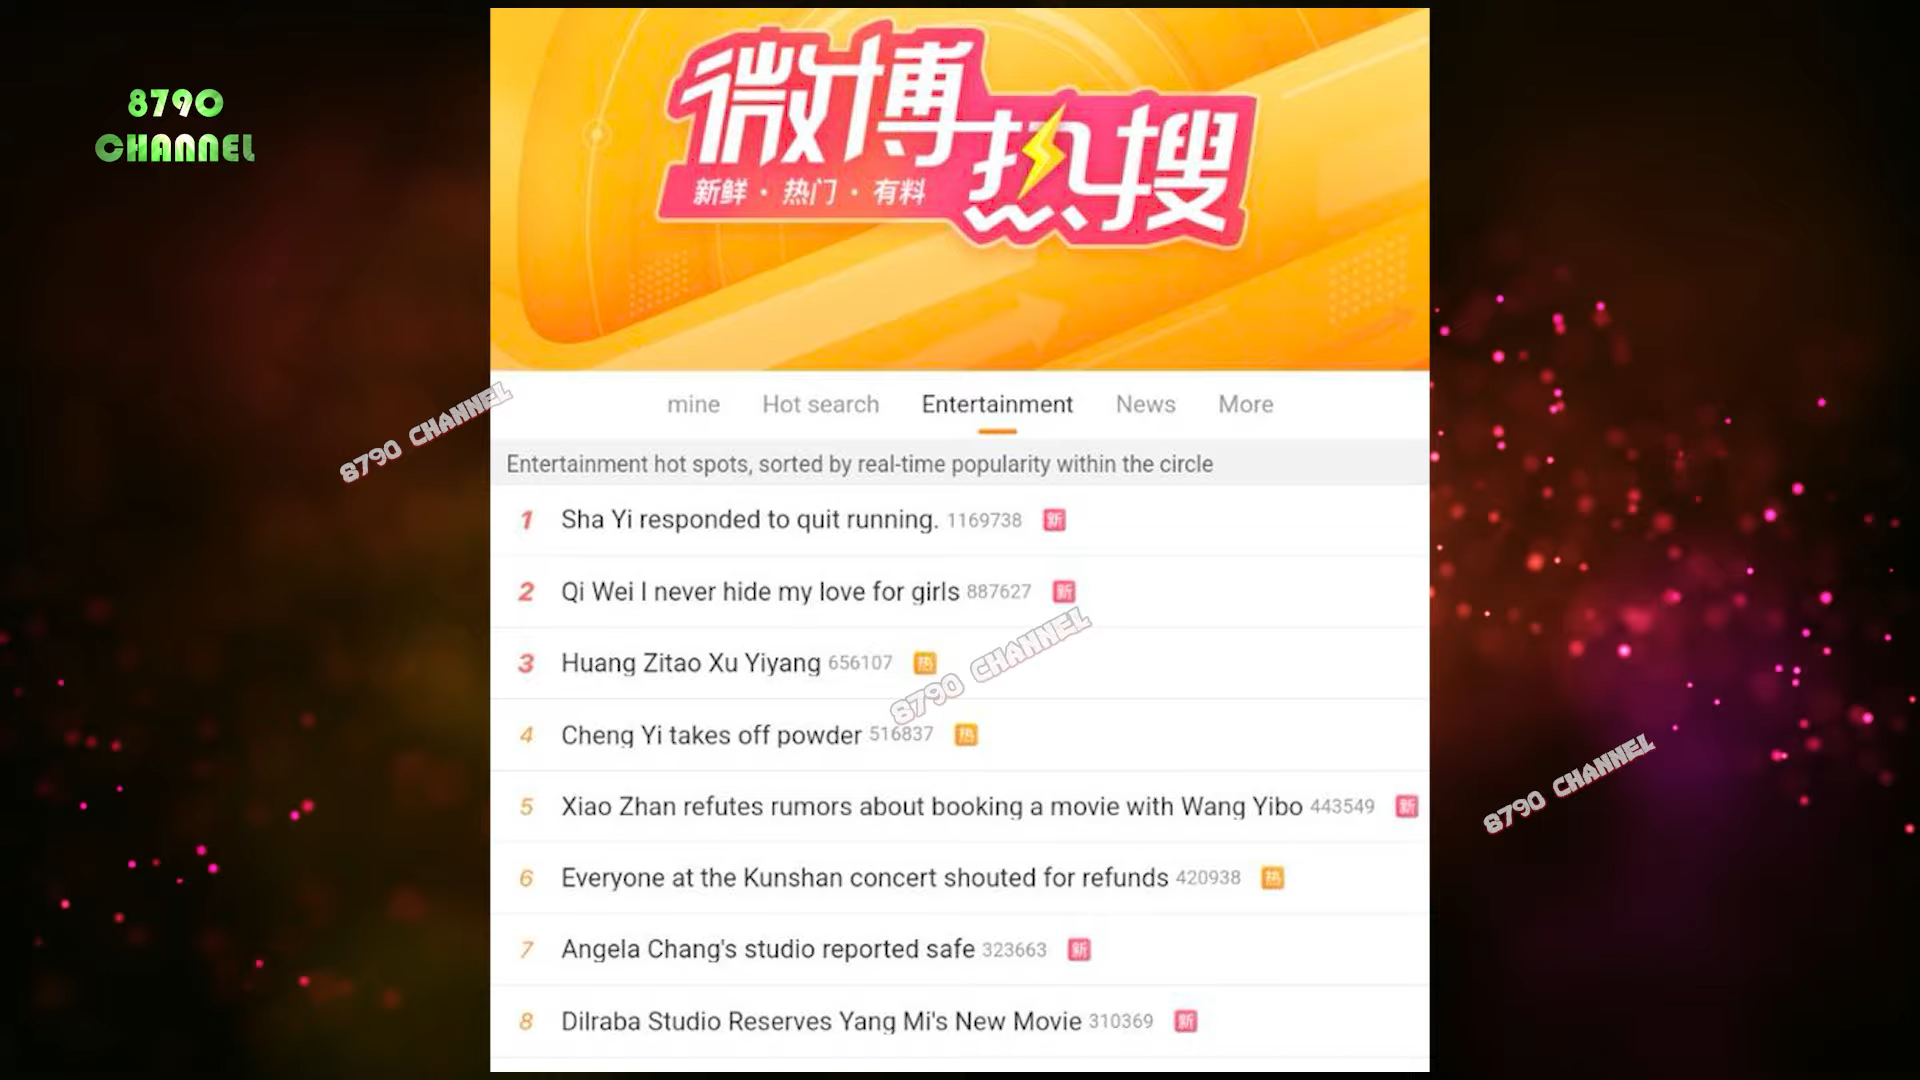 8790
CHANNEL
微博热搜
新鲜·热门·有料
mine Hot search Entertainment News More
Entertainment hot spots, sorted by real-time popularity within the circle
1 Sha Yi responded to quit running. 1169738 新
2 Qi Wei I never hide my love for girls 887627 新
3 Huang Zitao Xu Yiyang 656107 热
4 Cheng Yi takes off powder 516837 热
5 Xiao Zhan refutes rumors about booking a movie with Wang Yibo 443549 新
6 Everyone at the Kunshan concert shouted for refunds 420938 热
7 Angela Chang's studio reported safe 323663 新
8 Dilraba Studio Reserves Yang Mi's New Movie 310369 新
8790 CHANNEL
8790 CHANNEL
8790 CHANNEL